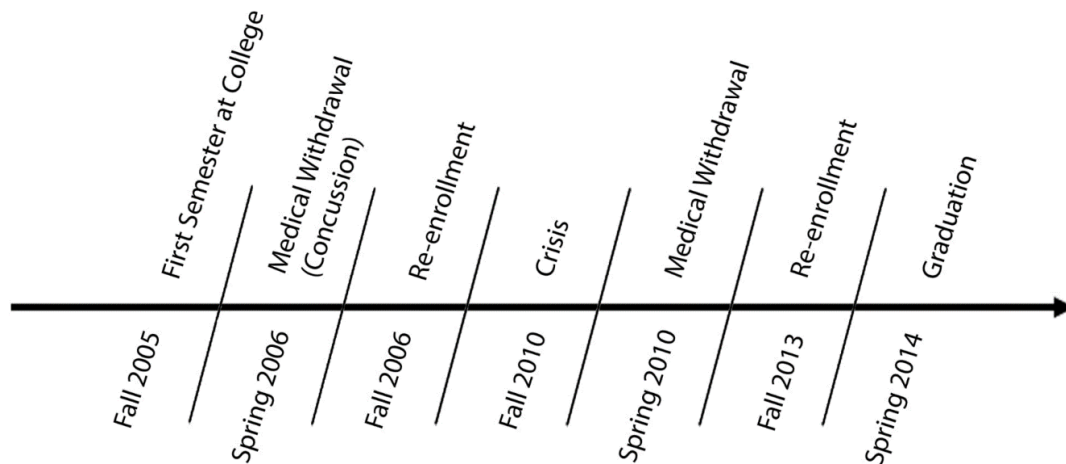 First Semester at College
Medical Withdrawal
(Concussion)
Re-enrollment
Crisis
Medical Withdrawal
Re-enrollment
Graduation
Fall 2005
Spring 2006
Fall 2006
Fall 2010
Spring 2010
Fall 2013
Spring 2014